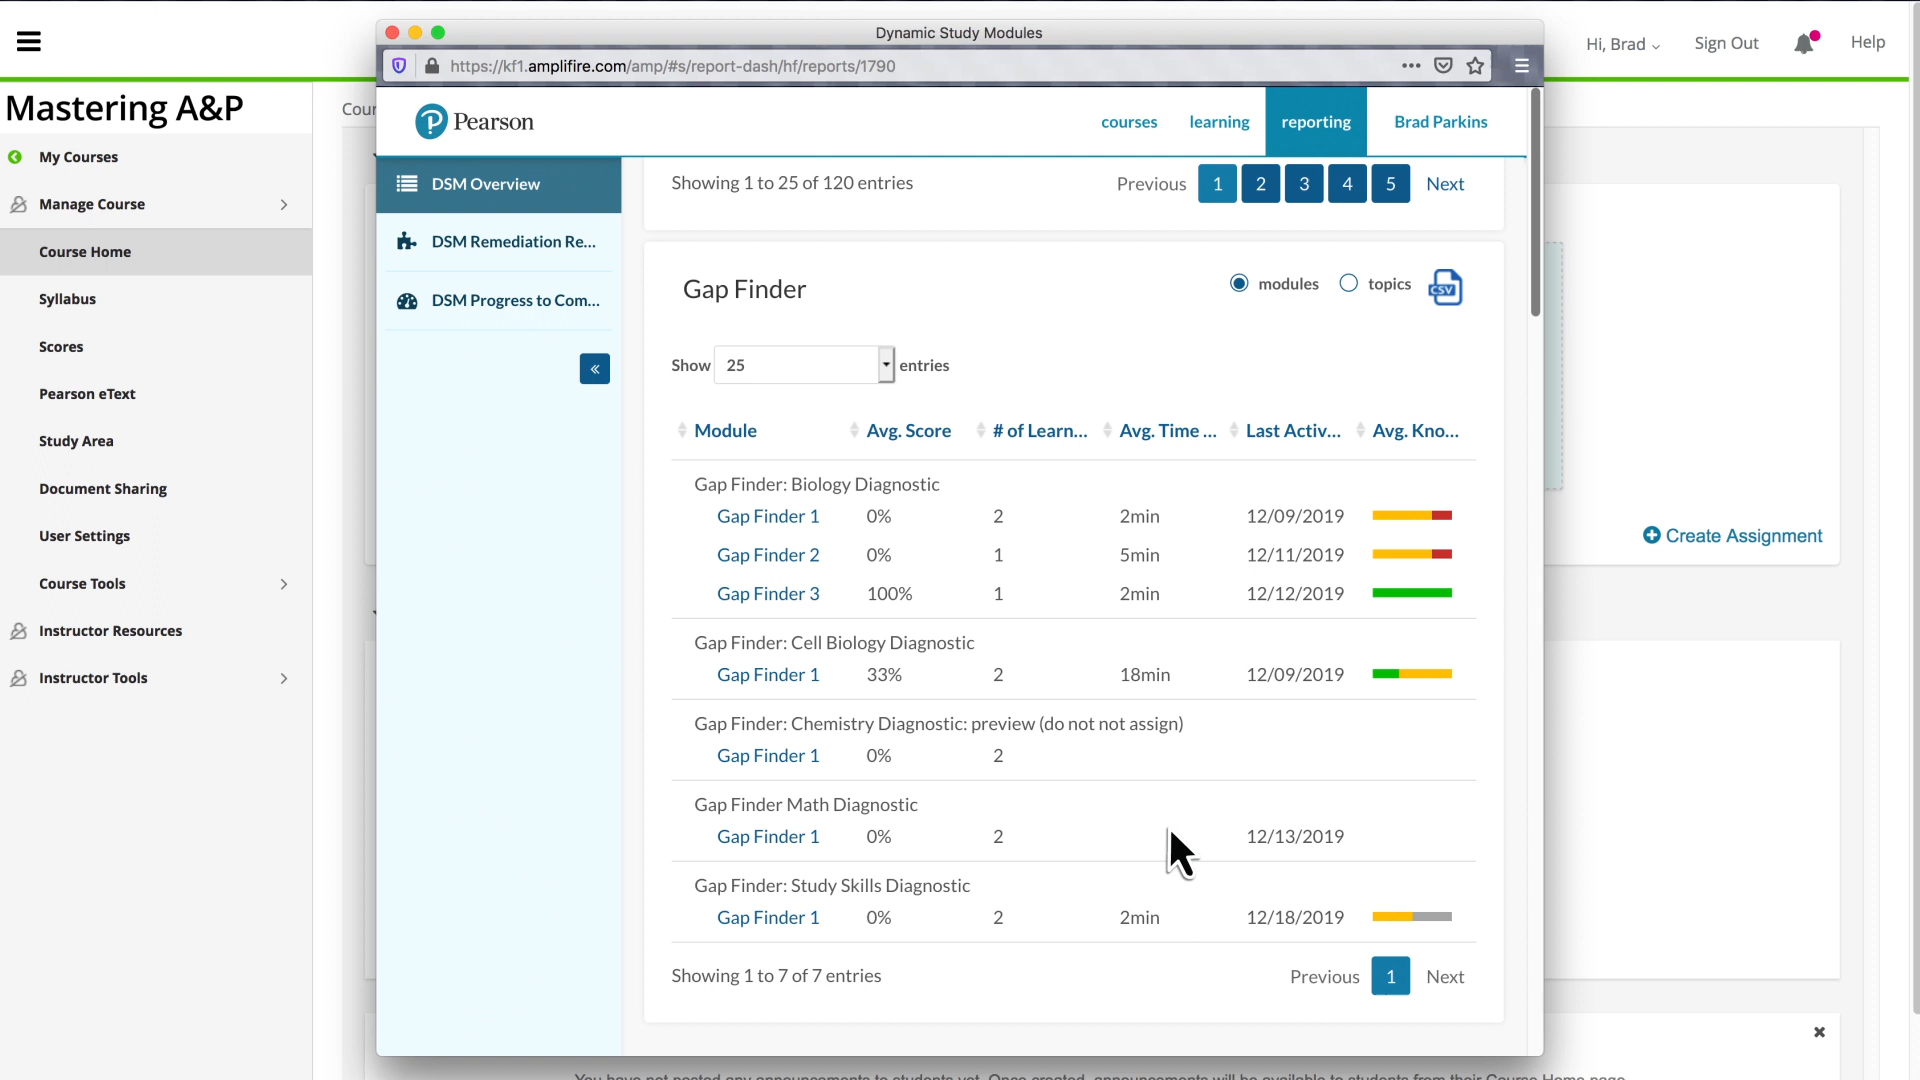 Dynamic Study Modules
https://kf1.amplifire.com/amp/#s/report-dash/hf/reports/1790
Hi, Brad
Sign Out
Help
Mastering A&P
Cour
My Courses
Manage Course
Course Home
Syllabus
Scores
Pearson eText
Study Area
Document Sharing
User Settings
Course Tools
Instructor Resources
Instructor Tools
P Pearson
courses learning reporting Brad Parkins
DSM Overview
DSM Remediation Re...
DSM Progress to Com...
«
Showing 1 to 25 of 120 entries
Previous 1 2 3 4 5 Next
Gap Finder
modules topics CSV
Show 25 entries
Module Avg. Score # of Learn... Avg. Time ... Last Activ... Avg. Kno...
Gap Finder: Biology Diagnostic
Gap Finder 1 0% 2 2min 12/09/2019
Gap Finder 2 0% 1 5min 12/11/2019
Gap Finder 3 100% 1 2min 12/12/2019
Gap Finder: Cell Biology Diagnostic
Gap Finder 1 33% 2 18min 12/09/2019
Gap Finder: Chemistry Diagnostic: preview (do not not assign)
Gap Finder 1 0% 2
Gap Finder Math Diagnostic
Gap Finder 1 0% 2 12/13/2019
Gap Finder: Study Skills Diagnostic
Gap Finder 1 0% 2 2min 12/18/2019
Showing 1 to 7 of 7 entries
Previous 1 Next
Create Assignment
You have not posted any announcements to students yet. Once created, announcements will be available to students from their Course Home page